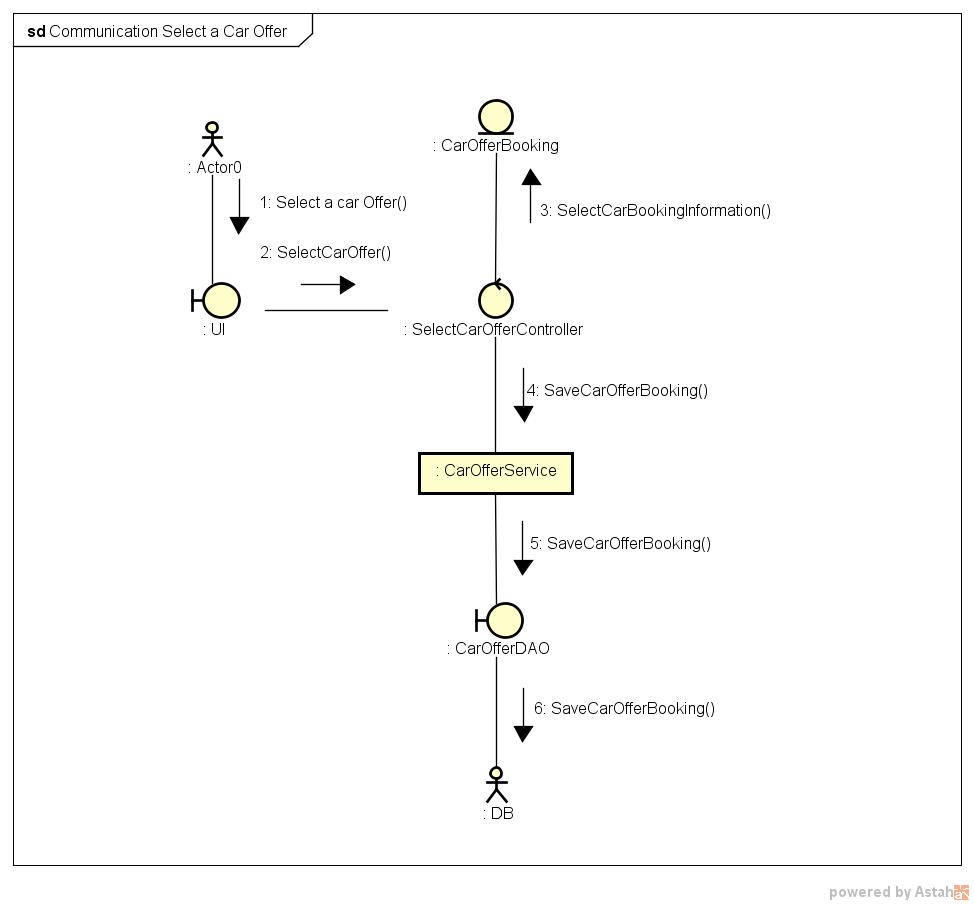 sd Communication Select a Car Offer
: CarOfferBooking
: Actor0
1: Select a car Offer()
3: SelectCarBookingInformation()
2: SelectCarOffer()
: UI
: SelectCarOfferController
4: SaveCarOfferBooking()
: CarOfferService
5: SaveCarOfferBooking()
: CarOfferDAO
6: SaveCarOfferBooking()
: DB
powered by Astah